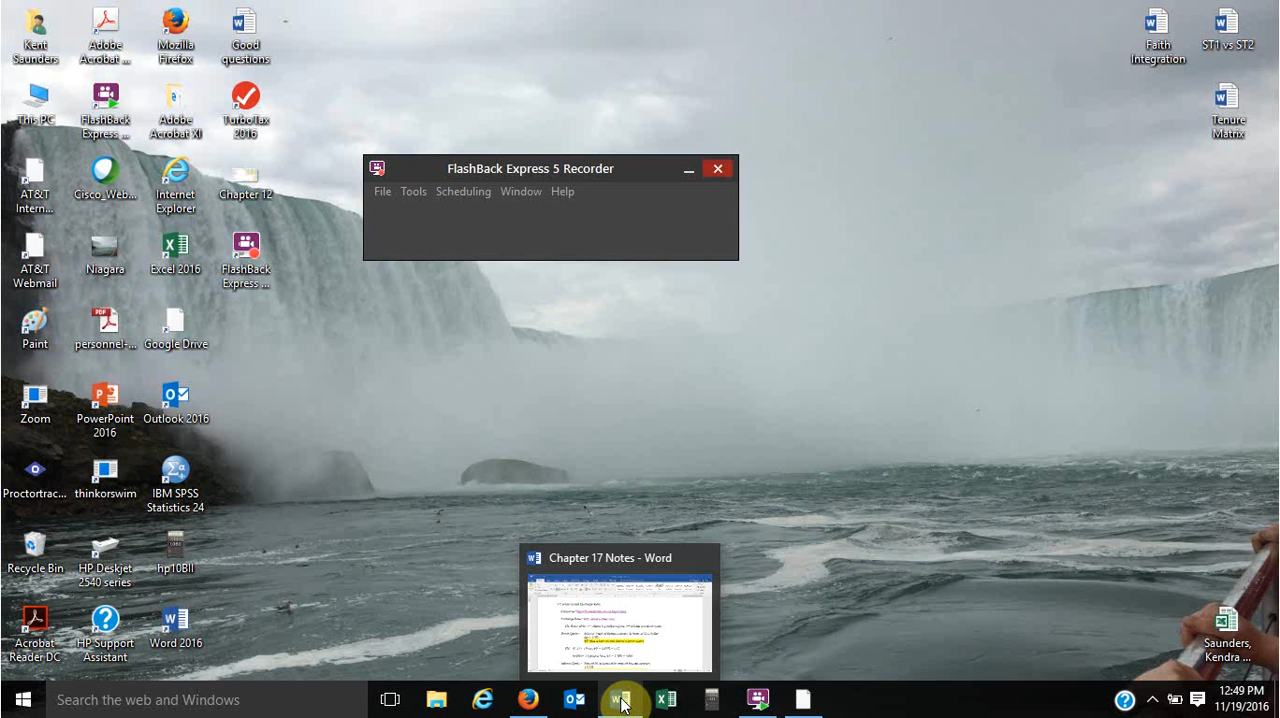 Kent
Saunders
Adobe
Acrobat ...
Mozilla
Firefox
Good
questions
Faith
Integration
ST1 vs ST2
This PC
FlashBack
Express ...
Adobe
Acrobat XI
TurboTax
2016
Tenure
Matrix
FlashBack Express 5 Recorder
File Tools Scheduling Window Help
AT&T
Intern...
Cisco_Web...
Internet
Explorer
Chapter 12
AT&T
Webmail
Niagara
Excel 2016
FlashBack
Express ...
Paint
personnel-...
Google Drive
Zoom
PowerPoint
2016
Outlook 2016
Proctortrac...
thinkorswim
IBM SPSS
Statistics 24
Recycle Bin
HP Deskjet
2540 series
hp10BII
Chapter 17 Notes - Word
Acrobat
Reader DC
HP Support
Assistant
Word 2016
Saunders,
Kendra ...
Search the web and Windows
12:49 PM
11/19/2016